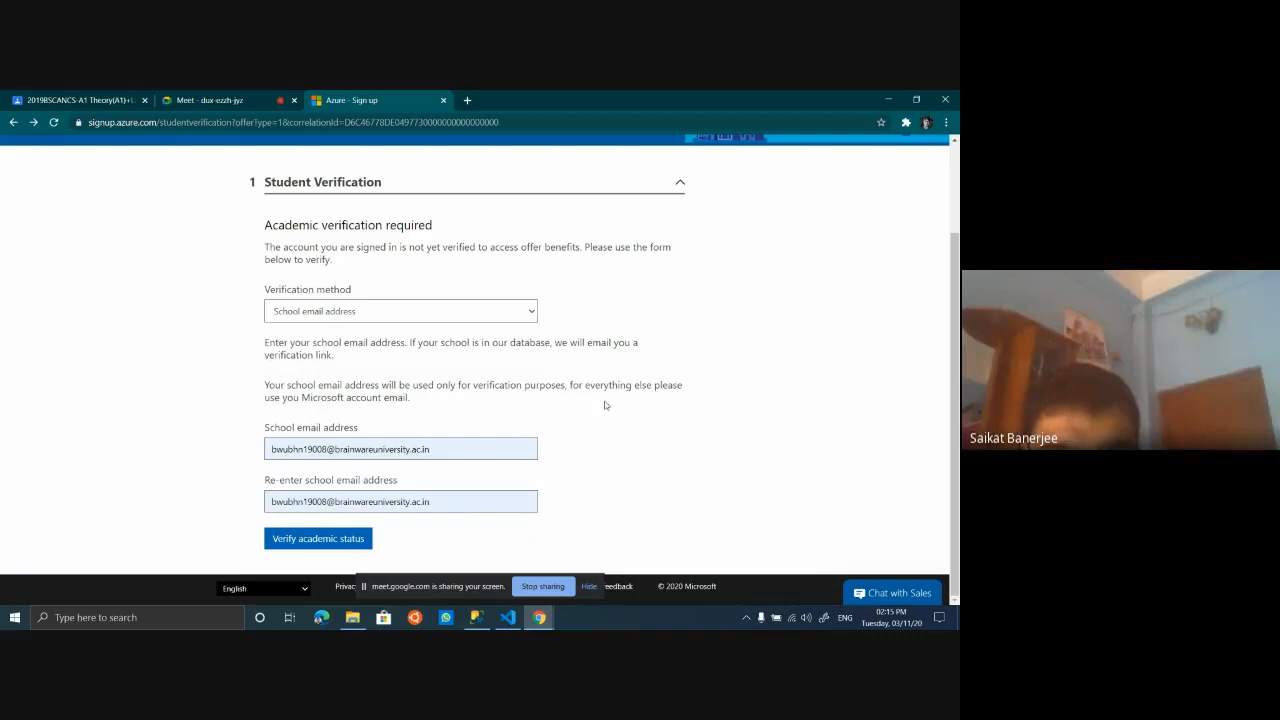 2019BSCANCS-A1 Theory(A1)+L
Meet - dux-ezzh-jyz
Azure - Sign up
signup.azure.com/studentverification?offerType=1&correlationId=D6C46778DE0497730000000000000000
1 Student Verification
Academic verification required
The account you are signed in is not yet verified to access offer benefits. Please use the form
below to verify.
Verification method
School email address
Enter your school email address. If your school is in our database, we will email you a
verification link.
Your school email address will be used only for verification purposes, for everything else please
use you Microsoft account email.
School email address
bwubhn19008@brainwareuniversity.ac.in
Re-enter school email address
bwubhn19008@brainwareuniversity.ac.in
Verify academic status
Saikat Banerjee
English
Privac
meet.google.com is sharing your screen.
Stop sharing
Hide
eedback
© 2020 Microsoft
Chat with Sales
Type here to search
ENG
02:15 PM
Tuesday, 03/11/20